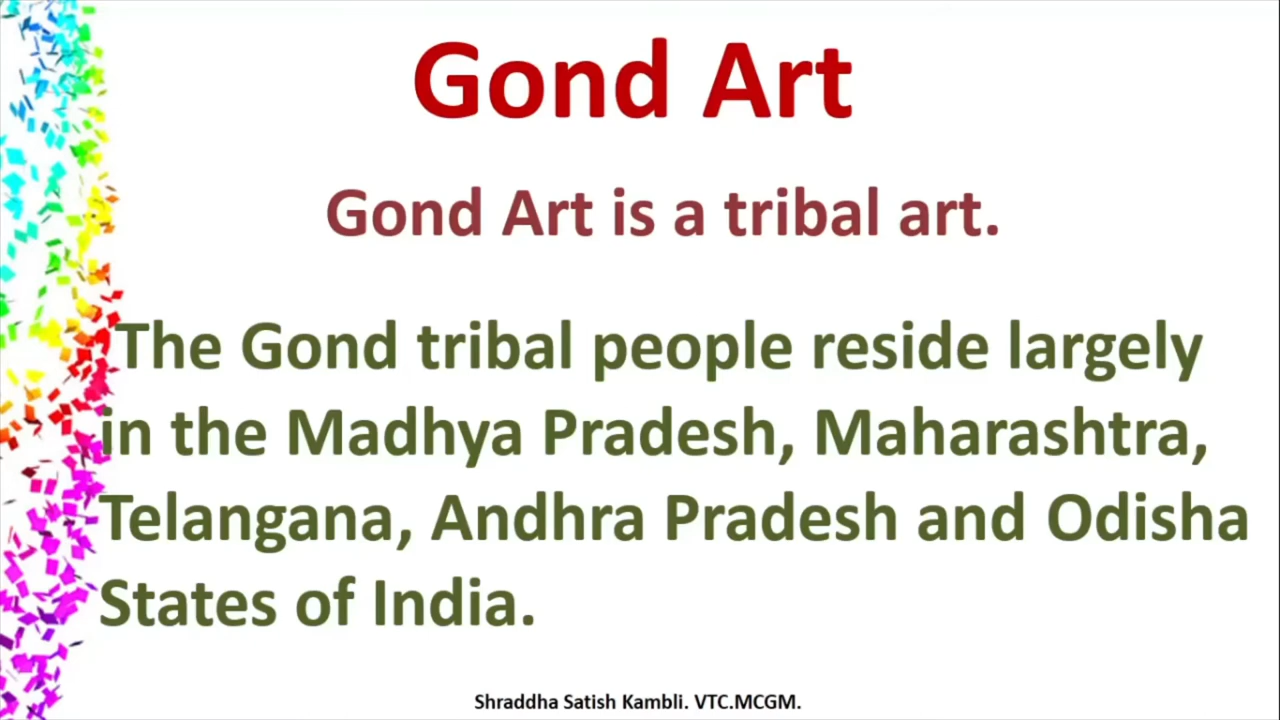 Gond Art
Gond Art is a tribal art.
The Gond tribal people reside largely
in the Madhya Pradesh, Maharashtra,
Telangana, Andhra Pradesh and Odisha
States of India.
Shraddha Satish Kambli. VTC.MCGM.